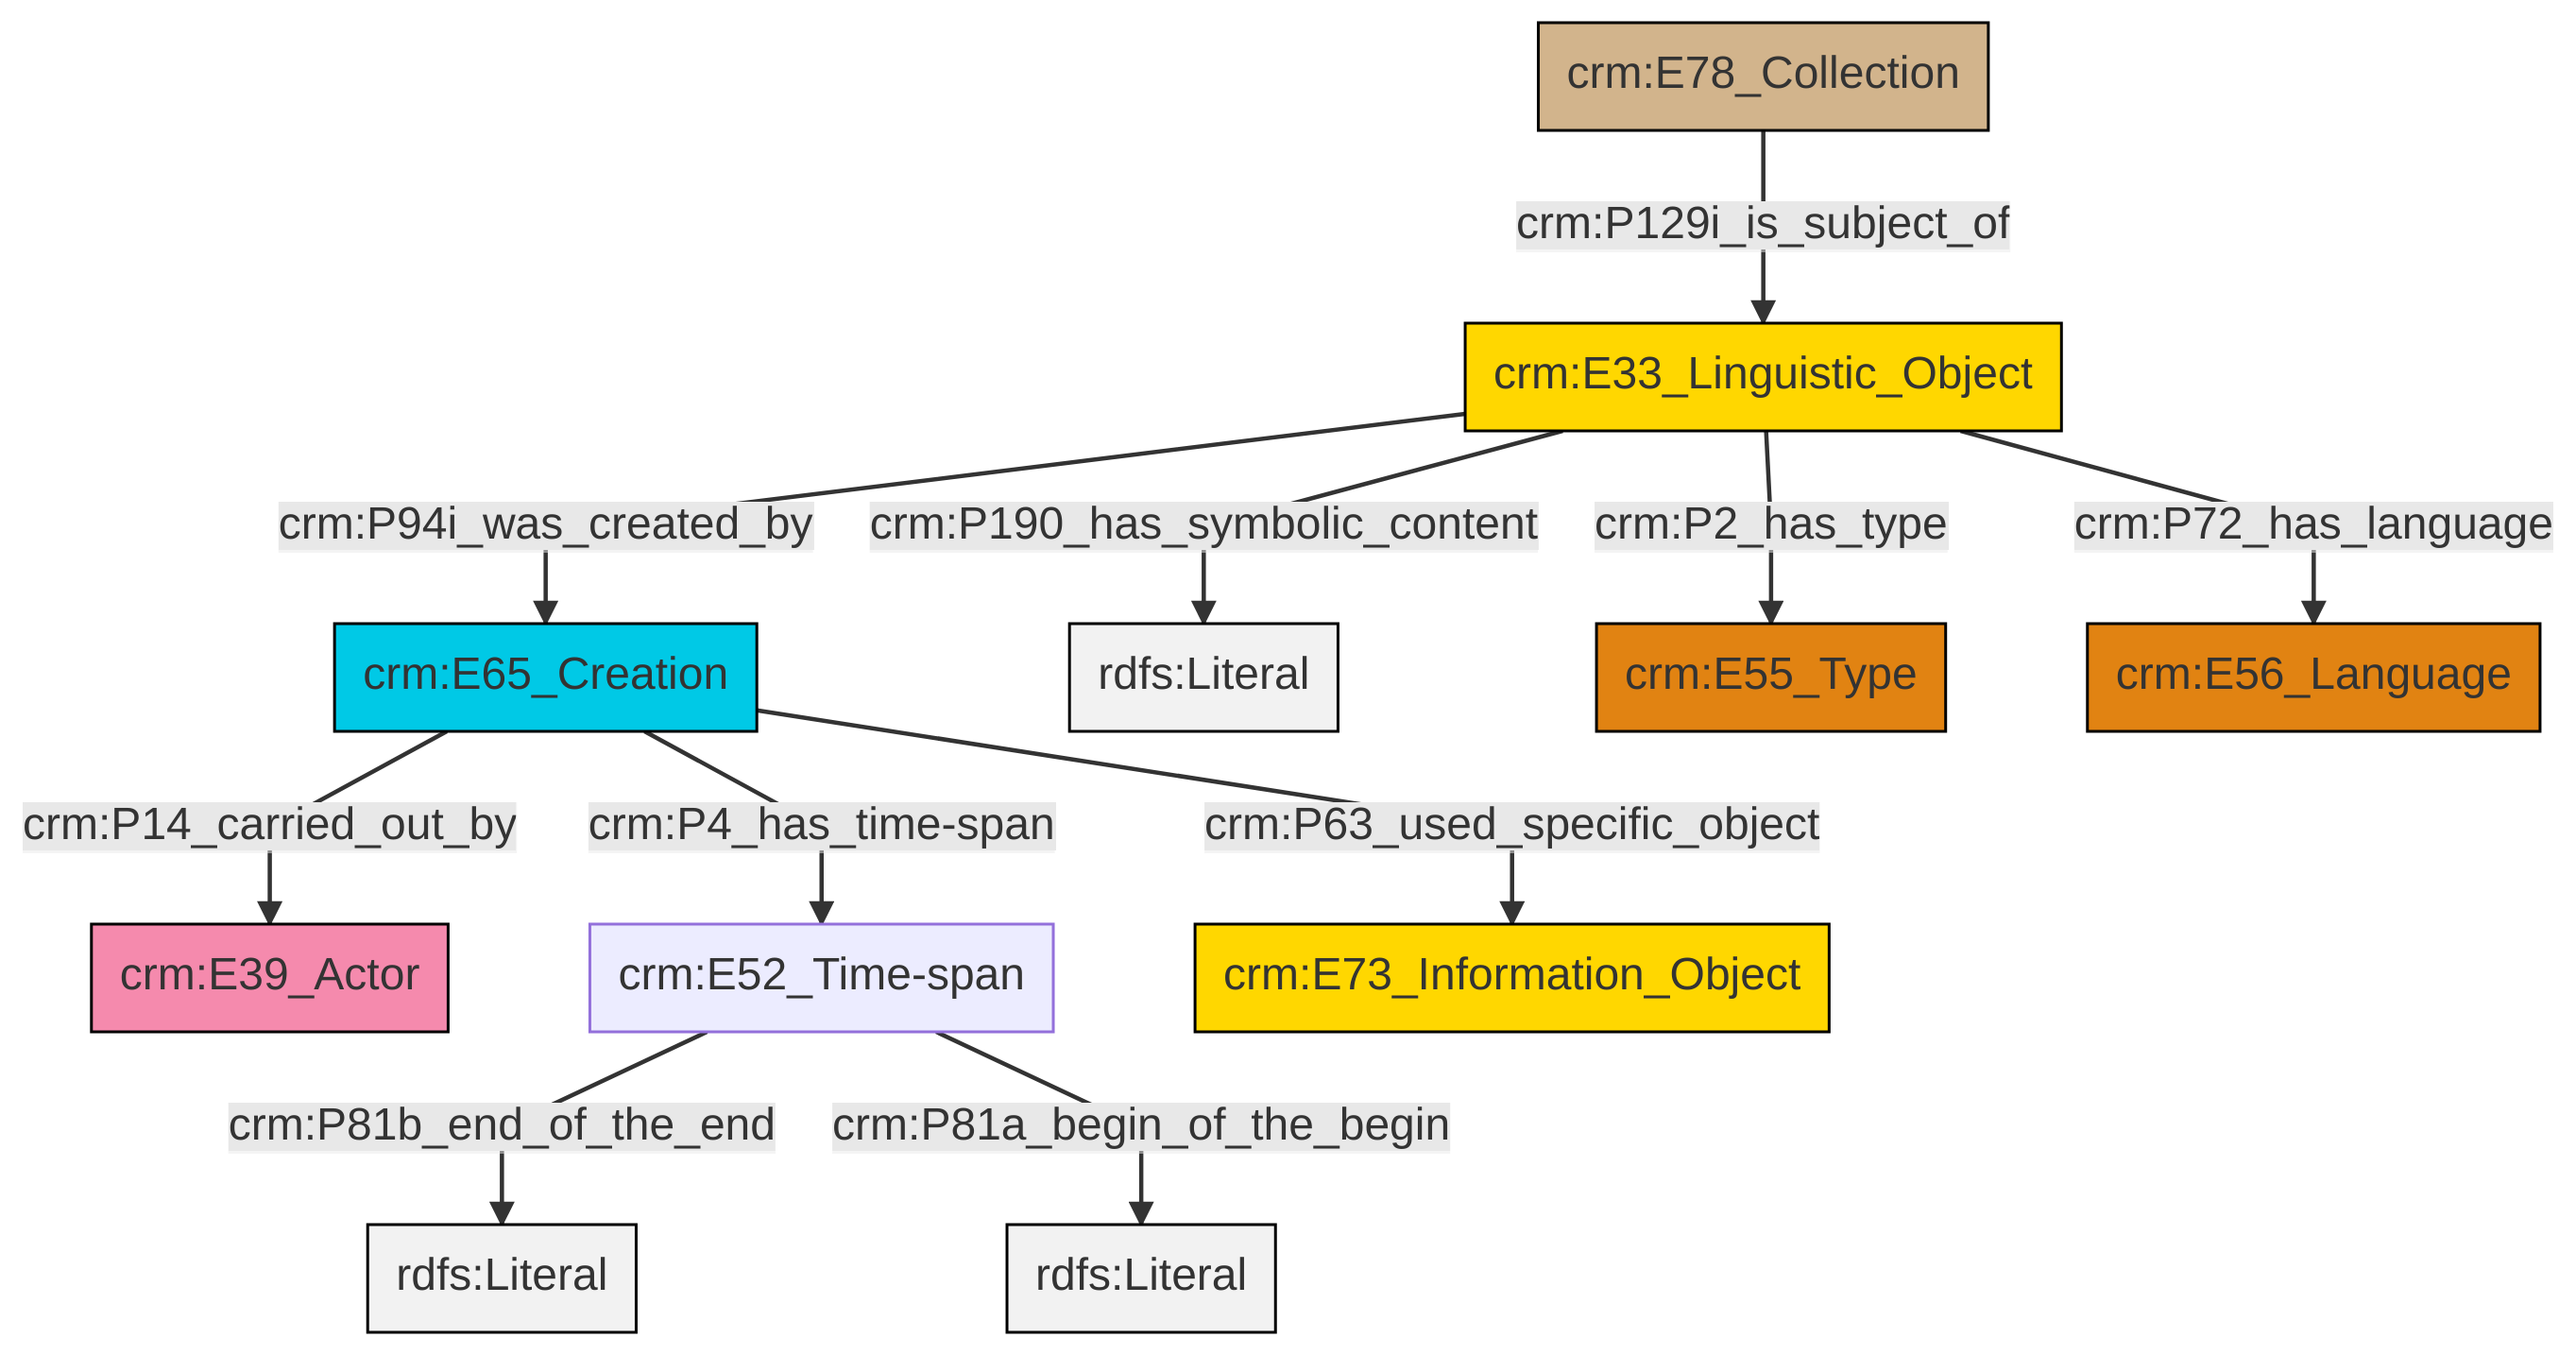 crm:E78_Collection
crm:P129i_is_subject_of
crm:E33_Linguistic_Object
crm:P94i_was_created_by
crm:P190_has_symbolic_content
crm:P2_has_type
crm:P72_has_language
crm:E65_Creation
rdfs:Literal
crm:E55_Type
crm:E56_Language
crm:P14_carried_out_by
crm:P4_has_time-span
crm:P63_used_specific_object
crm:E39_Actor
crm:E52_Time-span
crm:E73_Information_Object
crm:P81b_end_of_the_end
crm:P81a_begin_of_the_begin
rdfs:Literal
rdfs:Literal